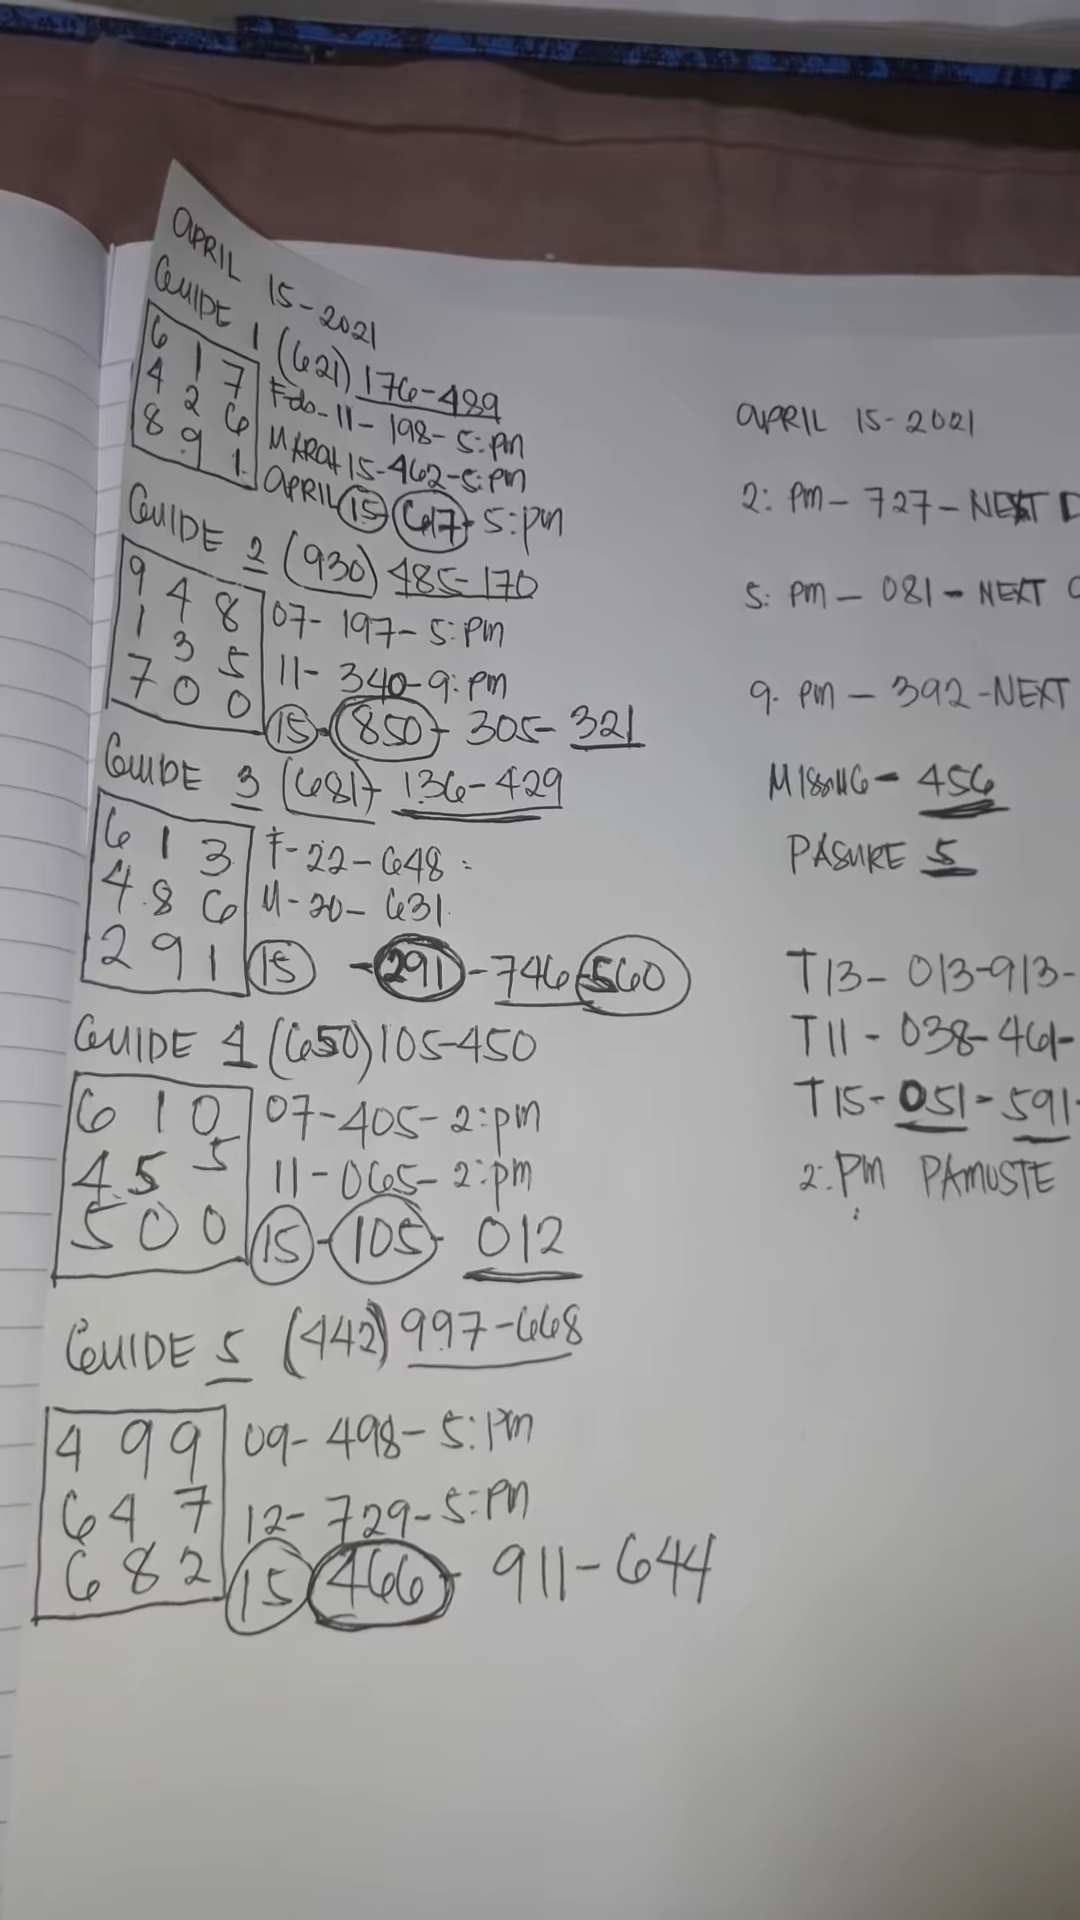 APRIL 15-2021
GUIDE 1 (621) 176-489
6 1 7
4 2 6
8 9 1
Feb-11-198-5:pm
MARCH 15-462-5:pm
APRIL 15 617-5:pm
GUIDE 2 (930) 485-170
9 4 8
1 3 5
7 0 0
07-197-5:pm
11-340-9:pm
15-850-305-321
GUIDE 3 (681)-136-429
6 1 3
4 8 6
2 9 1
F-22-648=
M-20-631
15 -291-746-560
GUIDE 4 (650) 105-450
6 1 0
4 5 5
5 0 0
07-405-2:pm
11-065-2:pm
15-105-012
GUIDE 5 (442) 997-668
4 9 9
6 4 7
6 8 2
09-498-5:pm
12-729-5:pm
15 466-911-644
APRIL 15-2021
2: pm-727-NEXT D
5: pm-081-NEXT
9. pm-392-NEXT
MISSING-456
PASURE 5
T13-013-913-
T11-038-461-
T15-051-591-
2:pm PAMUSTE